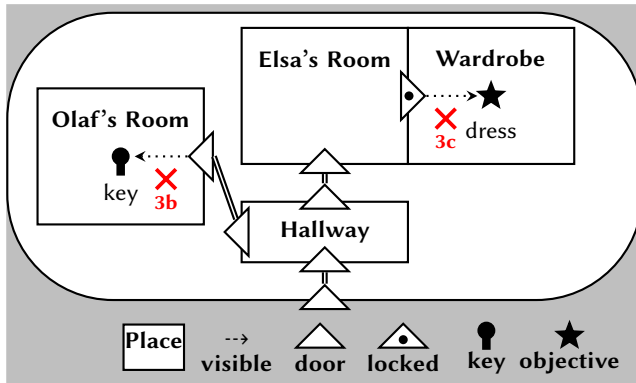 Elsa's Room
Wardrobe
Olaf's Room
dress
3c
key
3b
Hallway
Place
visible
door
locked
key
objective